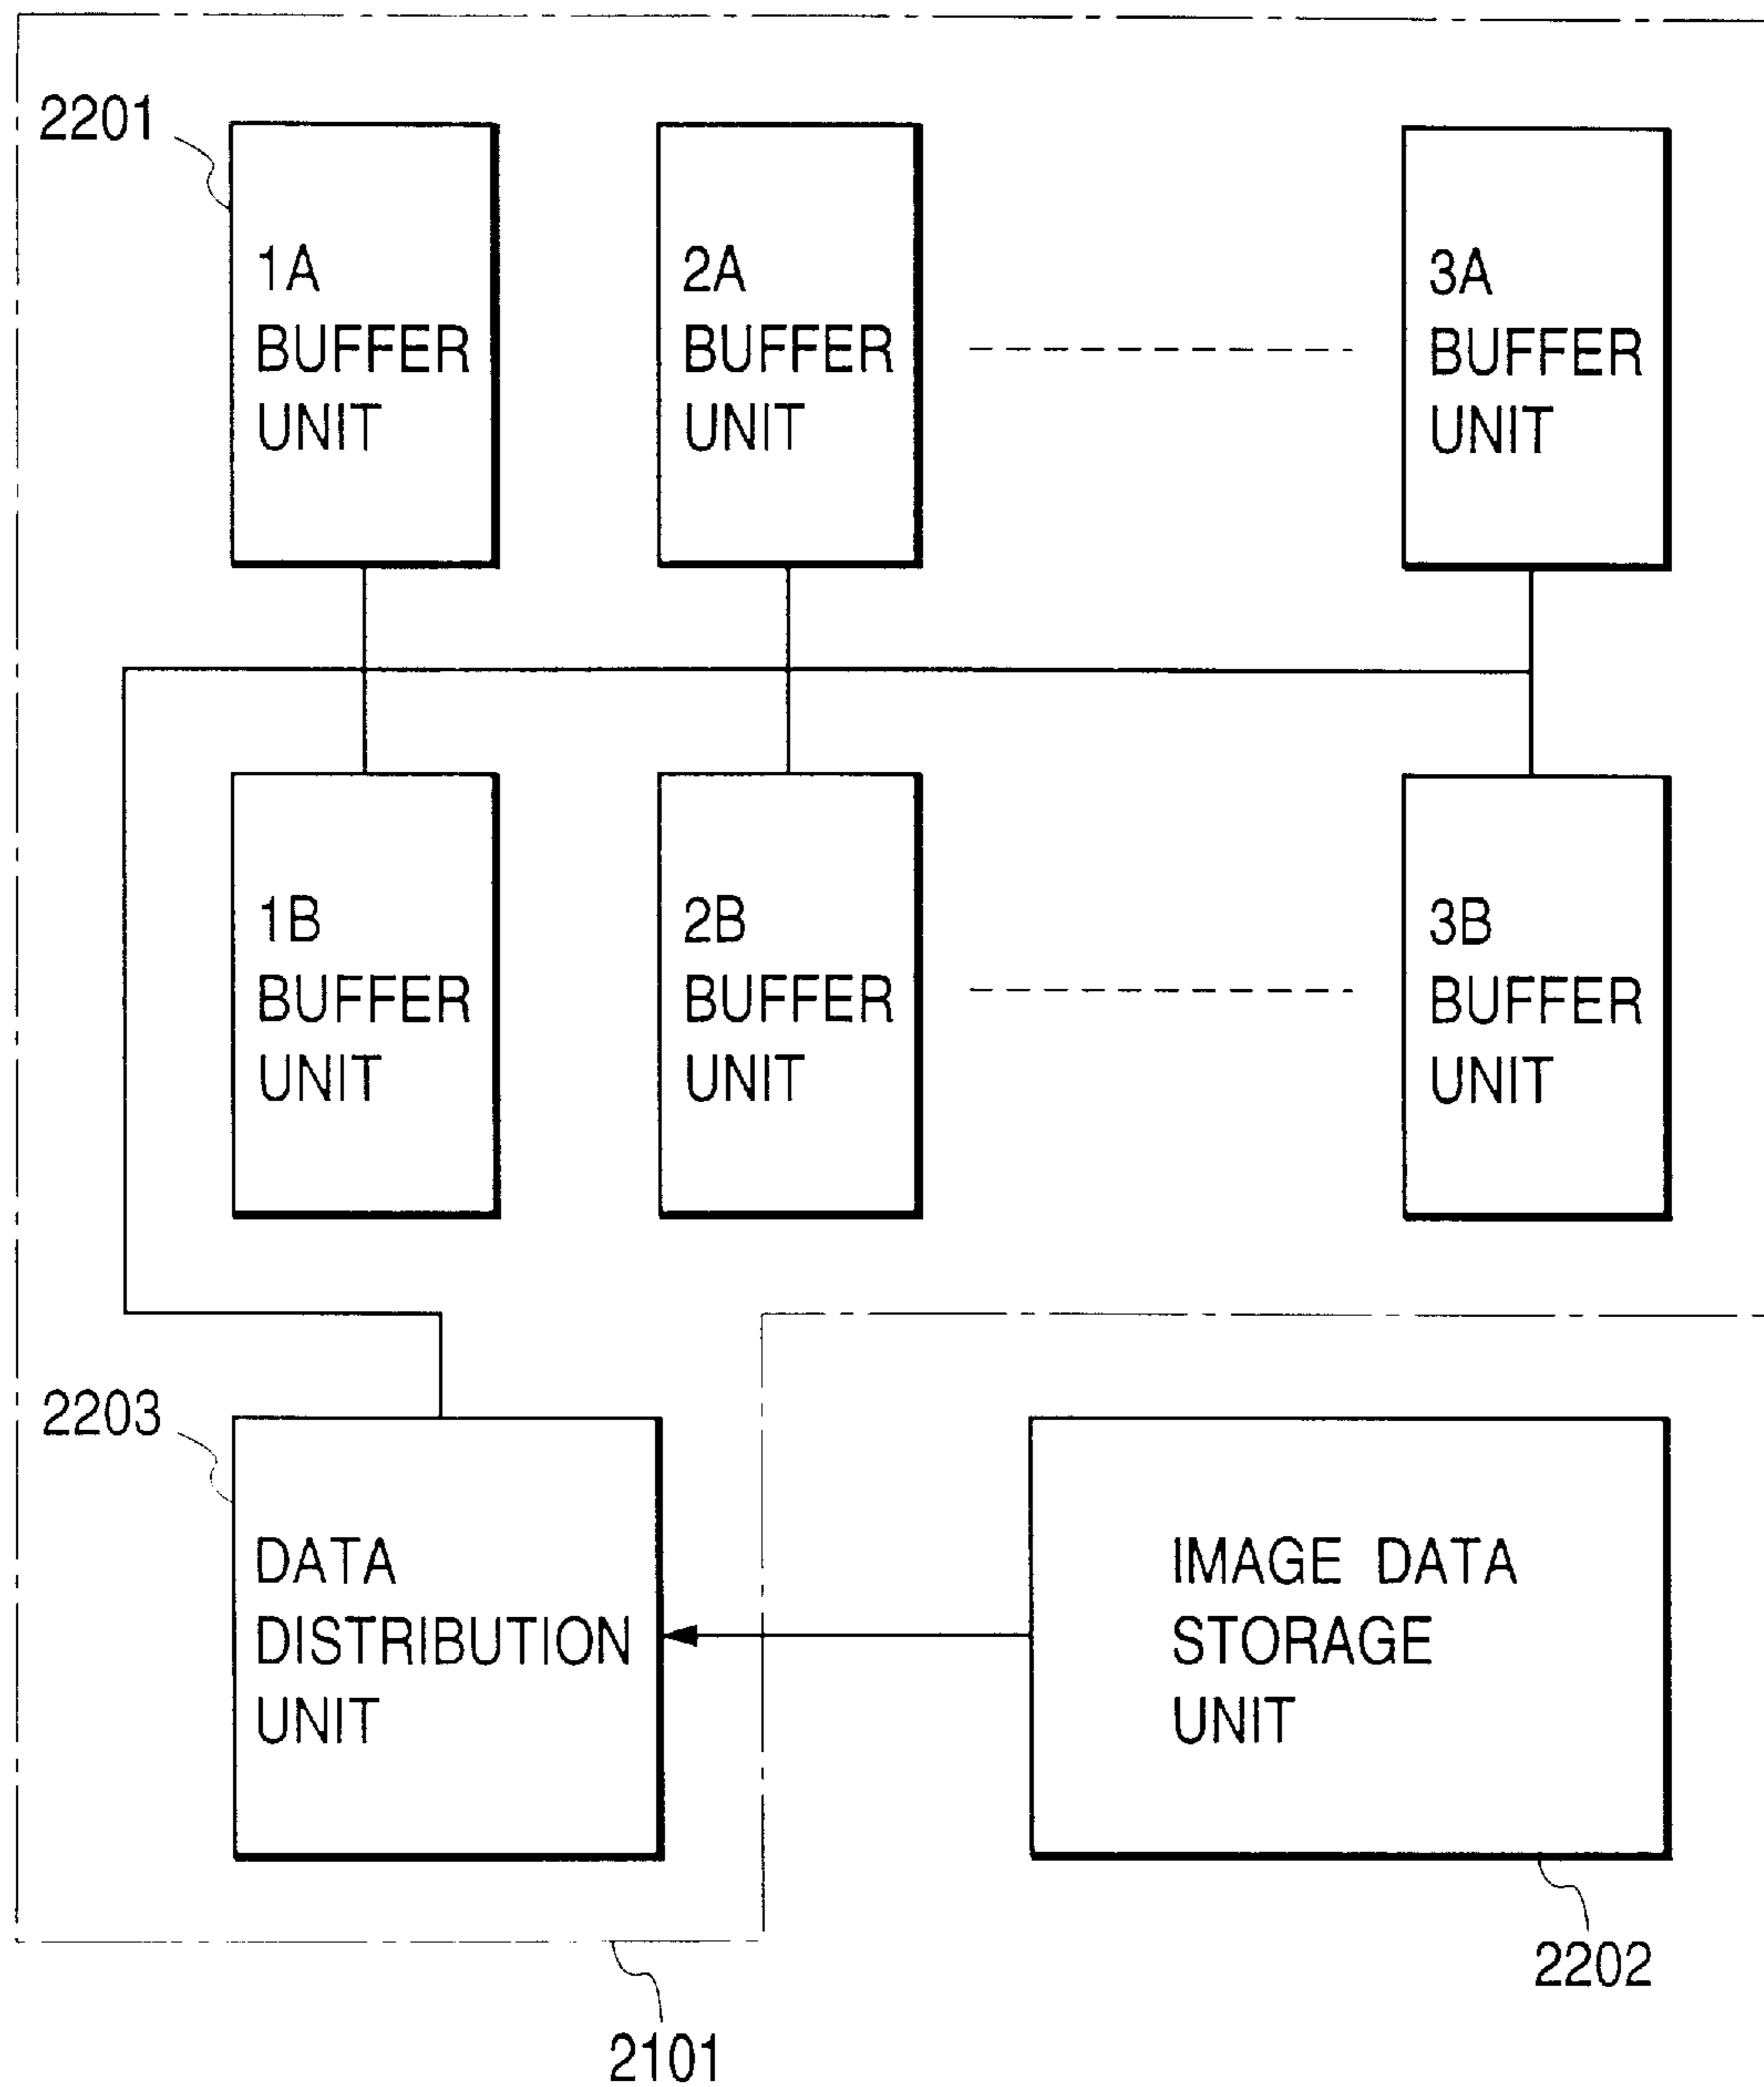 2201
1A
BUFFER
UNIT
2A
BUFFER
UNIT
3A
BUFFER
UNIT
1B
BUFFER
UNIT
2B
BUFFER
UNIT
3B
BUFFER
UNIT
2203
DATA
DISTRIBUTION
UNIT
IMAGE DATA
STORAGE
UNIT
2202
2101